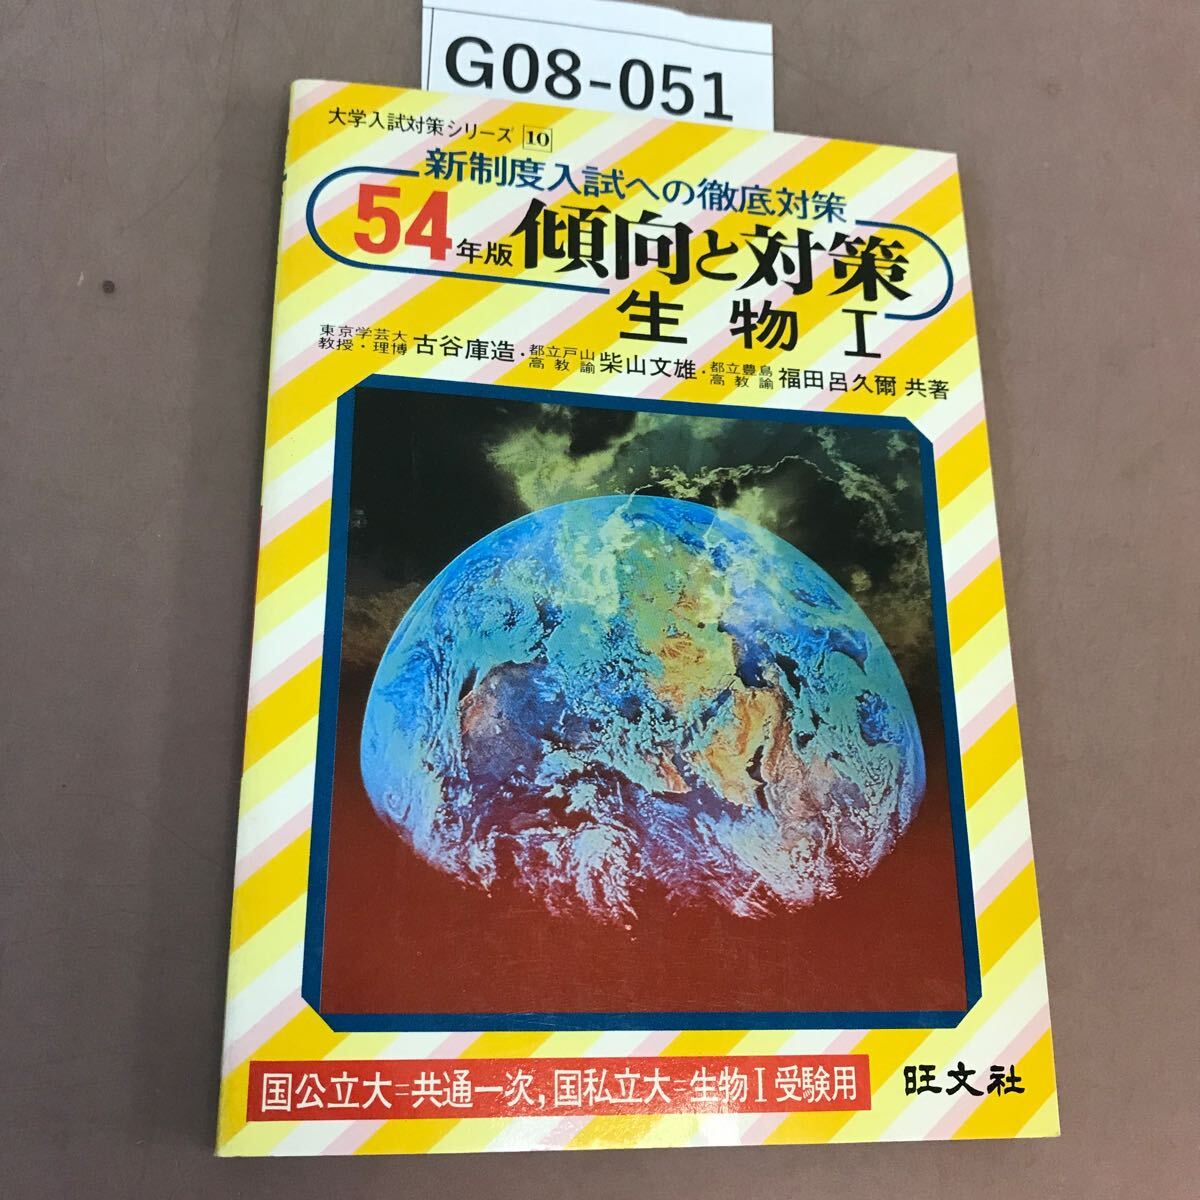 G08-051
大学入試対策シリーズ 10
新制度入試への徹底対策
54年版 傾向と対策
生物Ⅰ
東京学芸大教授・理博 古谷庫造・都立戸山高教諭 柴山文雄・都立豊島高教諭 福田呂久爾 共著
国公立大=共通一次,国私立大=生物Ⅰ受験用
旺文社